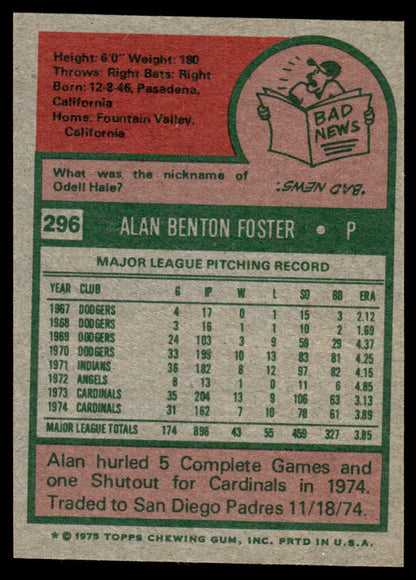 Height: 6'0" Weight: 180
Throws: Right Bats: Right
Born: 12-8-46, Pasadena,
California
Home: Fountain Valley,
California
BAD
NEWS
What was the nickname of
Odell Hale?
"BAD NEWS."
296 ALAN BENTON FOSTER • P
MAJOR LEAGUE PITCHING RECORD
YEAR CLUB G IP W L SO BB ERA
1967 DODGERS 4 17 0 1 15 3 2.12
1968 DODGERS 3 16 1 1 10 2 1.69
1969 DODGERS 24 103 3 9 59 29 4.37
1970 DODGERS 33 199 10 13 83 81 4.25
1971 INDIANS 36 182 8 12 97 82 4.15
1972 ANGELS 8 13 0 1 11 6 4.85
1973 CARDINALS 35 204 13 9 106 63 3.13
1974 CARDINALS 31 162 7 10 78 61 3.89
MAJOR LEAGUE TOTALS 174 896 43 55 459 327 3.85
Alan hurled 5 Complete Games and
one Shutout for Cardinals in 1974.
Traded to San Diego Padres 11/18/74.
* © 1975 TOPPS CHEWING GUM, INC. PRTD IN U.S.A.